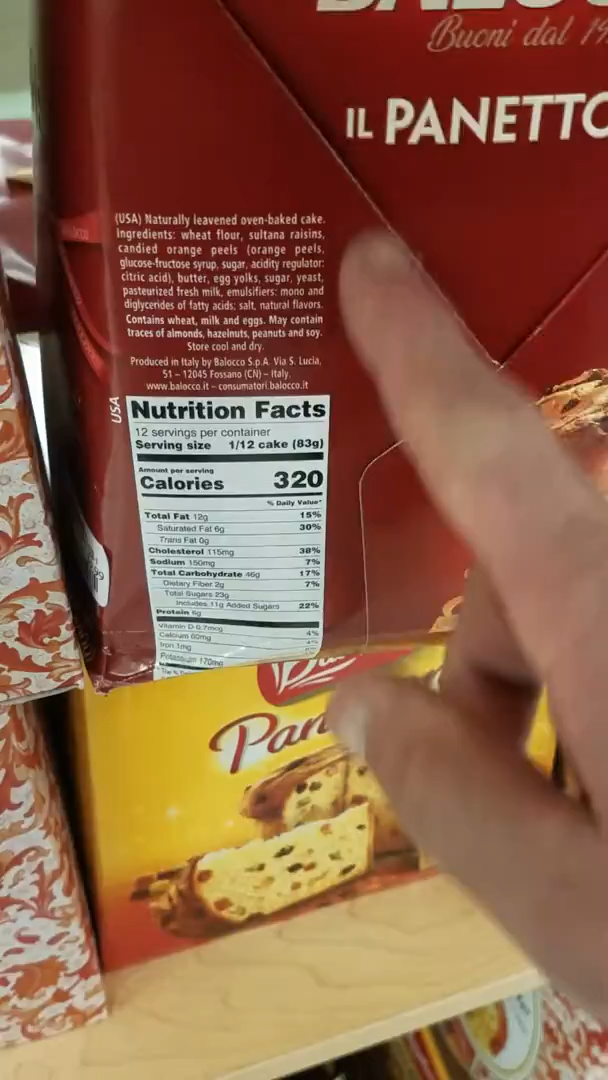 Buoni dal
IL PANETTO
(USA) Naturally leavened oven-baked cake.
Ingredients: wheat flour, sultana raisins,
candied orange peels (orange peels,
glucose-fructose syrup, sugar, acidity regulator:
citric acid), butter, egg yolks, sugar, yeast,
pasteurized fresh milk, emulsifiers: mono and
diglycerides of fatty acids; salt, natural flavors.
Contains wheat, milk and eggs. May contain
traces of almonds, hazelnuts, peanuts and soy.
Store cool and dry.
Produced in Italy by Balocco S.p.A. Via S. Lucia,
51 – 12045 Fossano (CN) – Italy.
www.balocco.it – consumatori.balocco.it
USA
Nutrition Facts
12 servings per container
Serving size 1/12 cake (83g)
Amount per serving
Calories 320
% Daily Value*
Total Fat 12g 15%
Saturated Fat 6g 30%
Trans Fat 0g
Cholesterol 115mg 38%
Sodium 150mg 7%
Total Carbohydrate 46g 17%
Dietary Fiber 2g 7%
Total Sugars 23g
Includes 11g Added Sugars 22%
Protein 6g
Vitamin D 0.7mcg 4%
Calcium 60mg 4%
Iron 1mg
Potassium 170mg
Pan